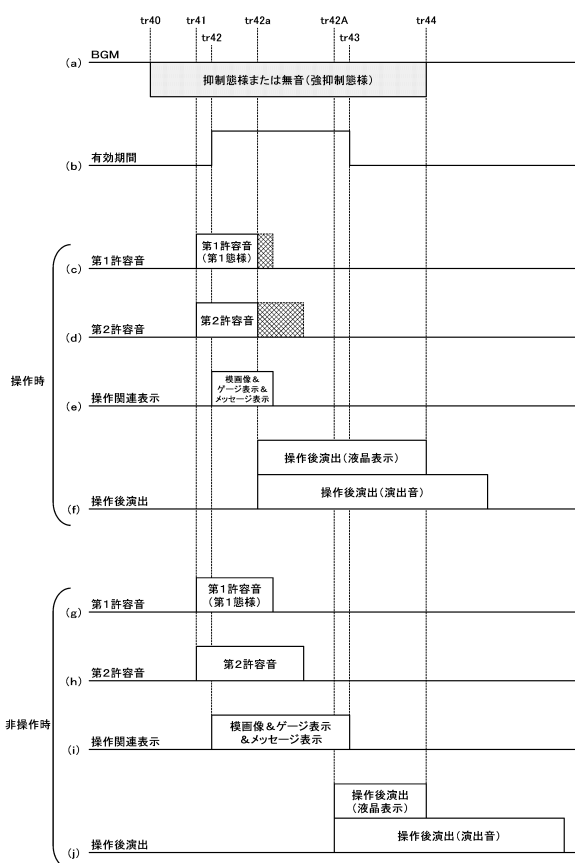 tr40 tr41 tr42a tr42A tr44
tr42 tr43
(a) BGM
抑制態様または無音(強抑制態様)
(b) 有効期間
操作時
(c) 第1許容音
第1許容音
(第1態様)
(d) 第2許容音
第2許容音
(e) 操作関連表示
模画像&
ゲージ表示&
メッセージ表示
(f) 操作後演出
操作後演出(液晶表示)
操作後演出(演出音)
非操作時
(g) 第1許容音
第1許容音
(第1態様)
(h) 第2許容音
第2許容音
(i) 操作関連表示
模画像&ゲージ表示
&メッセージ表示
(j) 操作後演出
操作後演出
(液晶表示)
操作後演出(演出音)